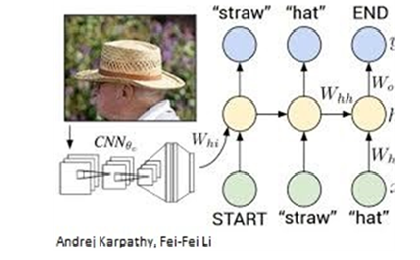 “straw” “hat” END
CNNθc
Whi
Whh
Wo
h
Wh
START “straw” “hat”
Andrej Karpathy, Fei-Fei Li